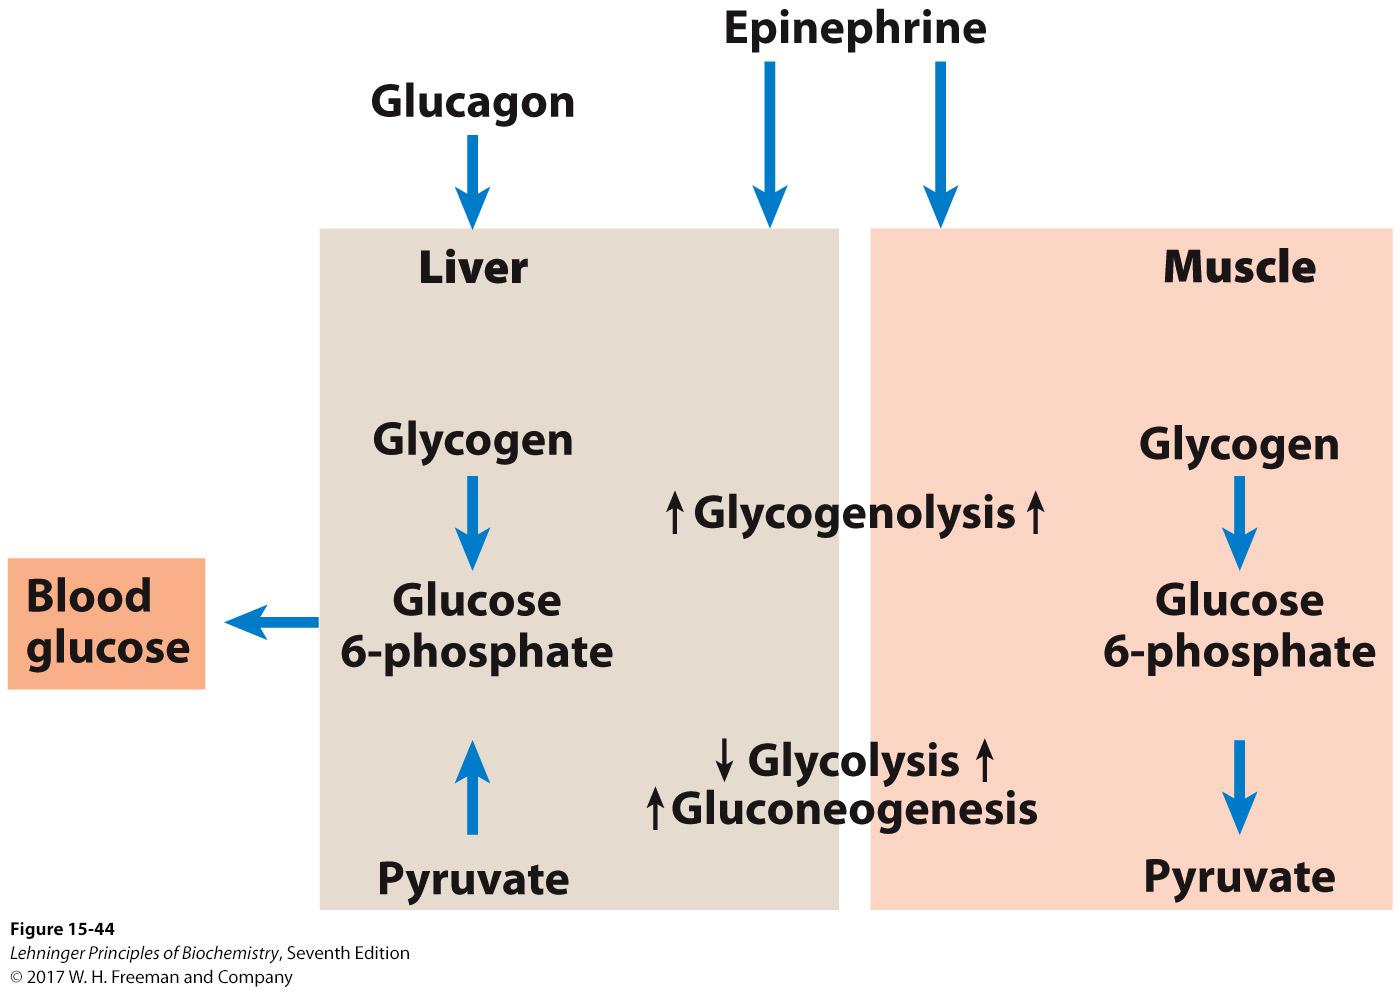 Epinephrine
Glucagon
Liver
Muscle
Glycogen
Glycogen
↑ Glycogenolysis ↑
Blood
glucose
Glucose
6-phosphate
Glucose
6-phosphate
↓ Glycolysis ↑
↑ Gluconeogenesis
Pyruvate
Pyruvate
Figure 15-44
Lehninger Principles of Biochemistry, Seventh Edition
© 2017 W. H. Freeman and Company